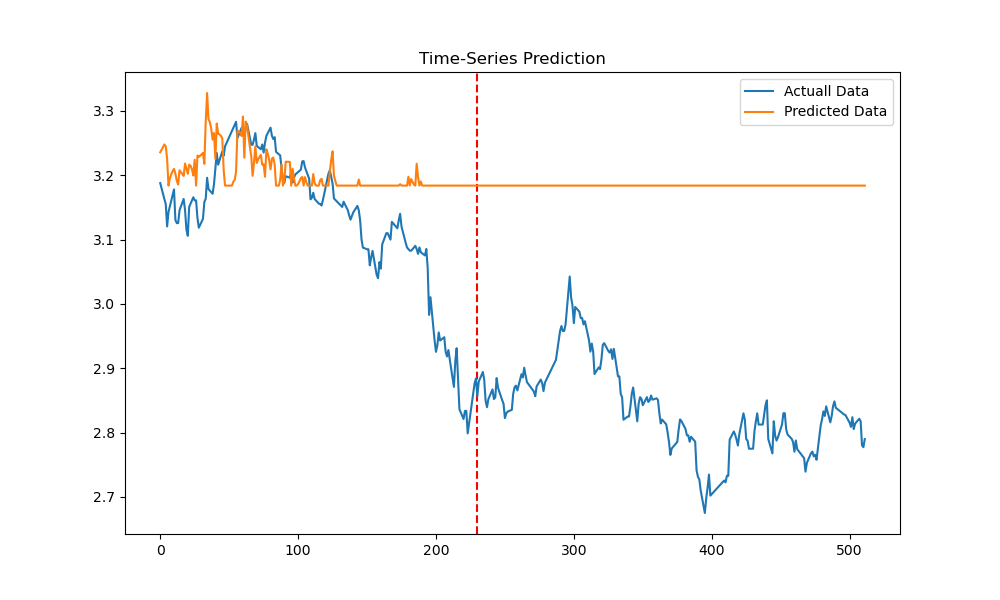 Time-Series Prediction
Actuall Data
Predicted Data
3.3
3.2
3.1
3.0
2.9
2.8
2.7
0 100 200 300 400 500